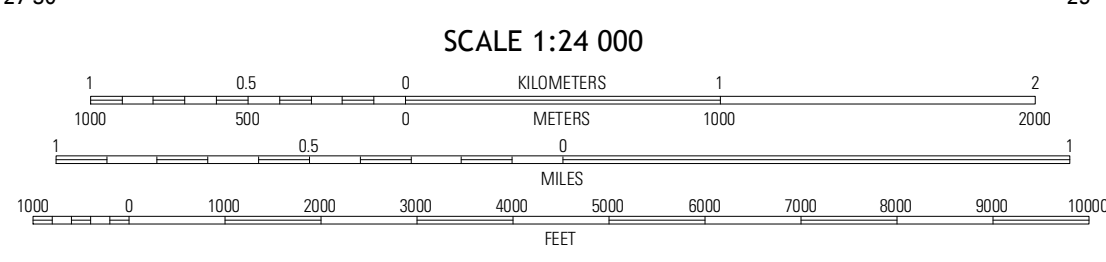 SCALE 1:24 000
1 0.5 0 KILOMETERS 1 2
1000 500 0 METERS 1000 2000
1 0.5 0 1
MILES
1000 0 1000 2000 3000 4000 5000 6000 7000 8000 9000 10000
FEET